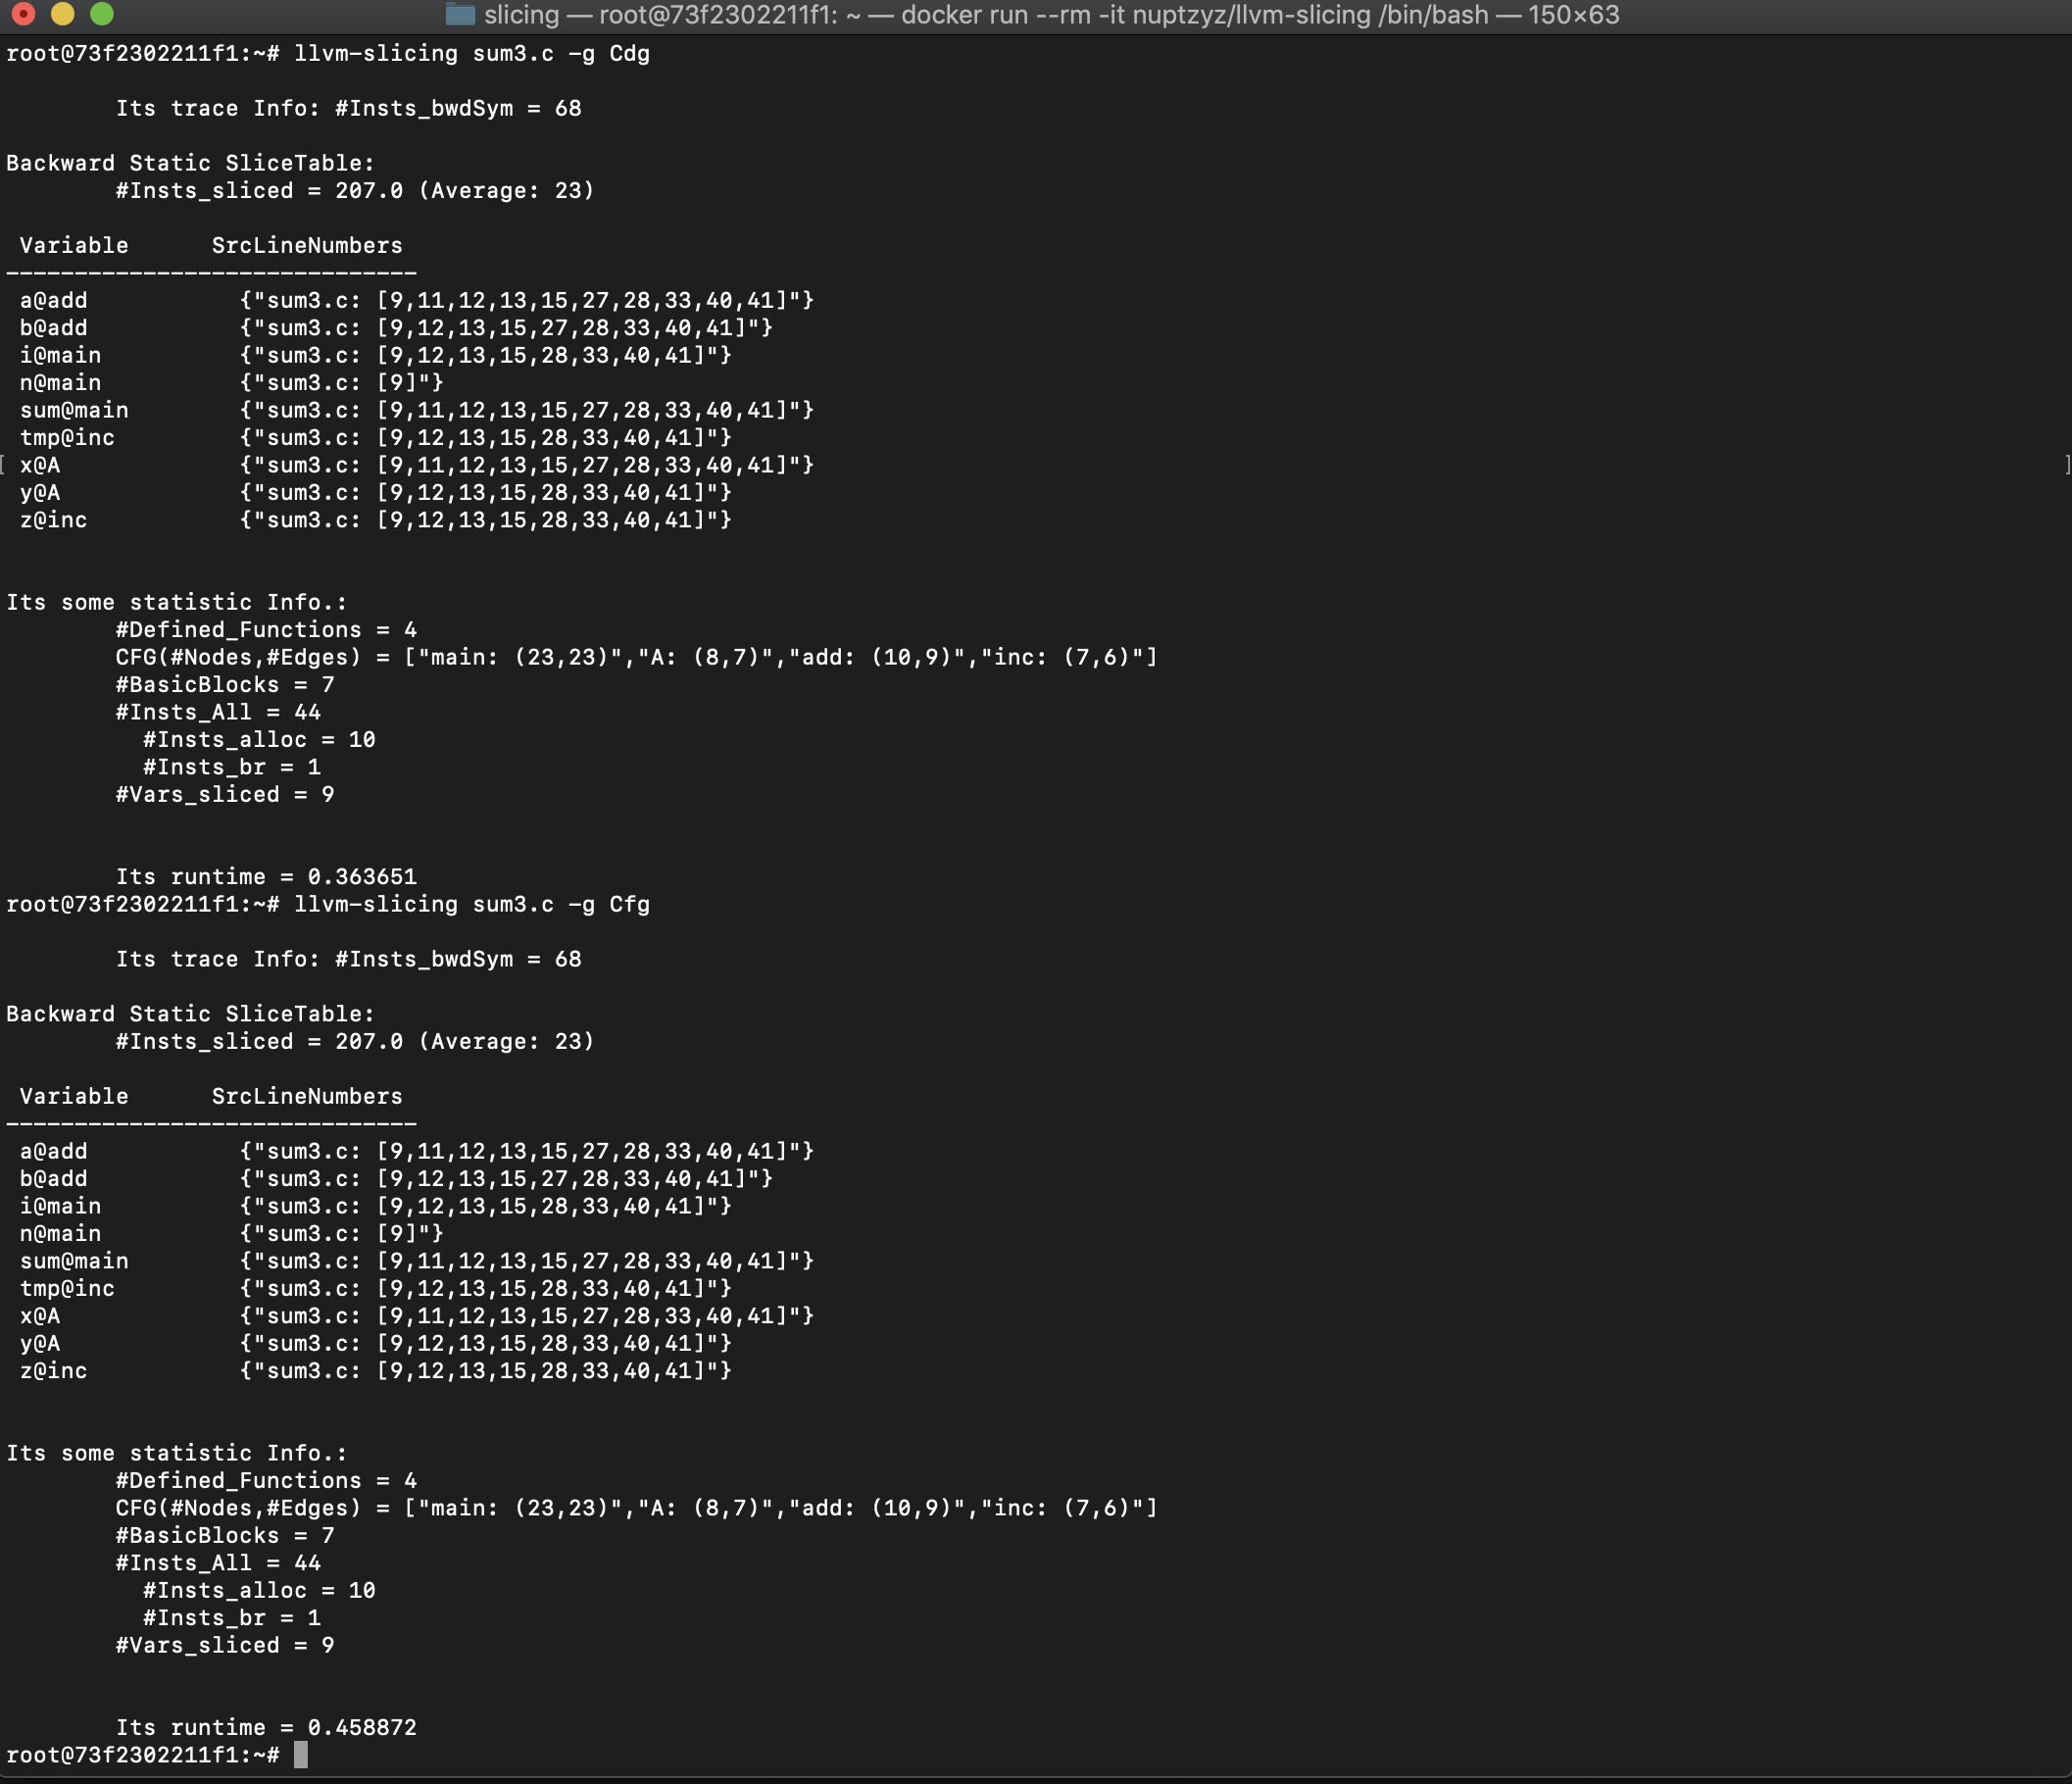 slicing — root@73f2302211f1: ~ — docker run --rm -it nuptzyz/llvm-slicing /bin/bash — 150×63
root@73f2302211f1:~# llvm-slicing sum3.c -g Cdg
Its trace Info: #Insts_bwdSym = 68
Backward Static SliceTable:
#Insts_sliced = 207.0 (Average: 23)
Variable SrcLineNumbers
------------------------------
a@add {"sum3.c: [9,11,12,13,15,27,28,33,40,41]"}
b@add {"sum3.c: [9,12,13,15,27,28,33,40,41]"}
i@main {"sum3.c: [9,12,13,15,28,33,40,41]"}
n@main {"sum3.c: [9]"}
sum@main {"sum3.c: [9,11,12,13,15,27,28,33,40,41]"}
tmp@inc {"sum3.c: [9,12,13,15,28,33,40,41]"}
x@A {"sum3.c: [9,11,12,13,15,27,28,33,40,41]"}
y@A {"sum3.c: [9,12,13,15,28,33,40,41]"}
z@inc {"sum3.c: [9,12,13,15,28,33,40,41]"}
Its some statistic Info.:
#Defined_Functions = 4
CFG(#Nodes,#Edges) = ["main: (23,23)","A: (8,7)","add: (10,9)","inc: (7,6)"]
#BasicBlocks = 7
#Insts_All = 44
#Insts_alloc = 10
#Insts_br = 1
#Vars_sliced = 9
Its runtime = 0.363651
root@73f2302211f1:~# llvm-slicing sum3.c -g Cfg
Its trace Info: #Insts_bwdSym = 68
Backward Static SliceTable:
#Insts_sliced = 207.0 (Average: 23)
Variable SrcLineNumbers
------------------------------
a@add {"sum3.c: [9,11,12,13,15,27,28,33,40,41]"}
b@add {"sum3.c: [9,12,13,15,27,28,33,40,41]"}
i@main {"sum3.c: [9,12,13,15,28,33,40,41]"}
n@main {"sum3.c: [9]"}
sum@main {"sum3.c: [9,11,12,13,15,27,28,33,40,41]"}
tmp@inc {"sum3.c: [9,12,13,15,28,33,40,41]"}
x@A {"sum3.c: [9,11,12,13,15,27,28,33,40,41]"}
y@A {"sum3.c: [9,12,13,15,28,33,40,41]"}
z@inc {"sum3.c: [9,12,13,15,28,33,40,41]"}
Its some statistic Info.:
#Defined_Functions = 4
CFG(#Nodes,#Edges) = ["main: (23,23)","A: (8,7)","add: (10,9)","inc: (7,6)"]
#BasicBlocks = 7
#Insts_All = 44
#Insts_alloc = 10
#Insts_br = 1
#Vars_sliced = 9
Its runtime = 0.458872
root@73f2302211f1:~#